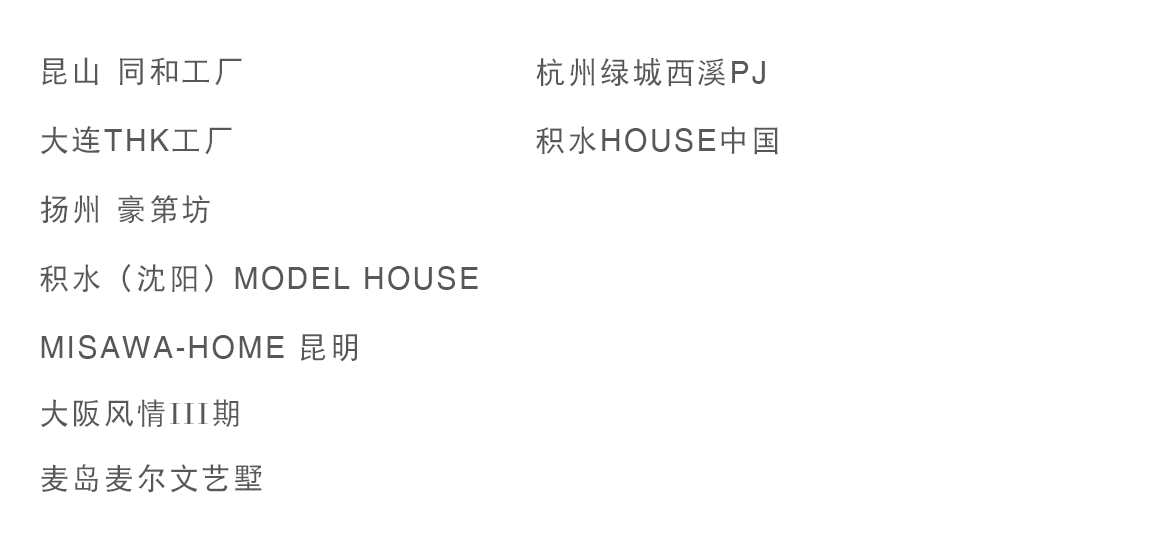 昆山 同和工厂
大连THK工厂
扬州 豪第坊
积水（沈阳）MODEL HOUSE
MISAWA-HOME 昆明
大阪风情III期
麦岛麦尔文艺墅
杭州绿城西溪PJ
积水HOUSE中国